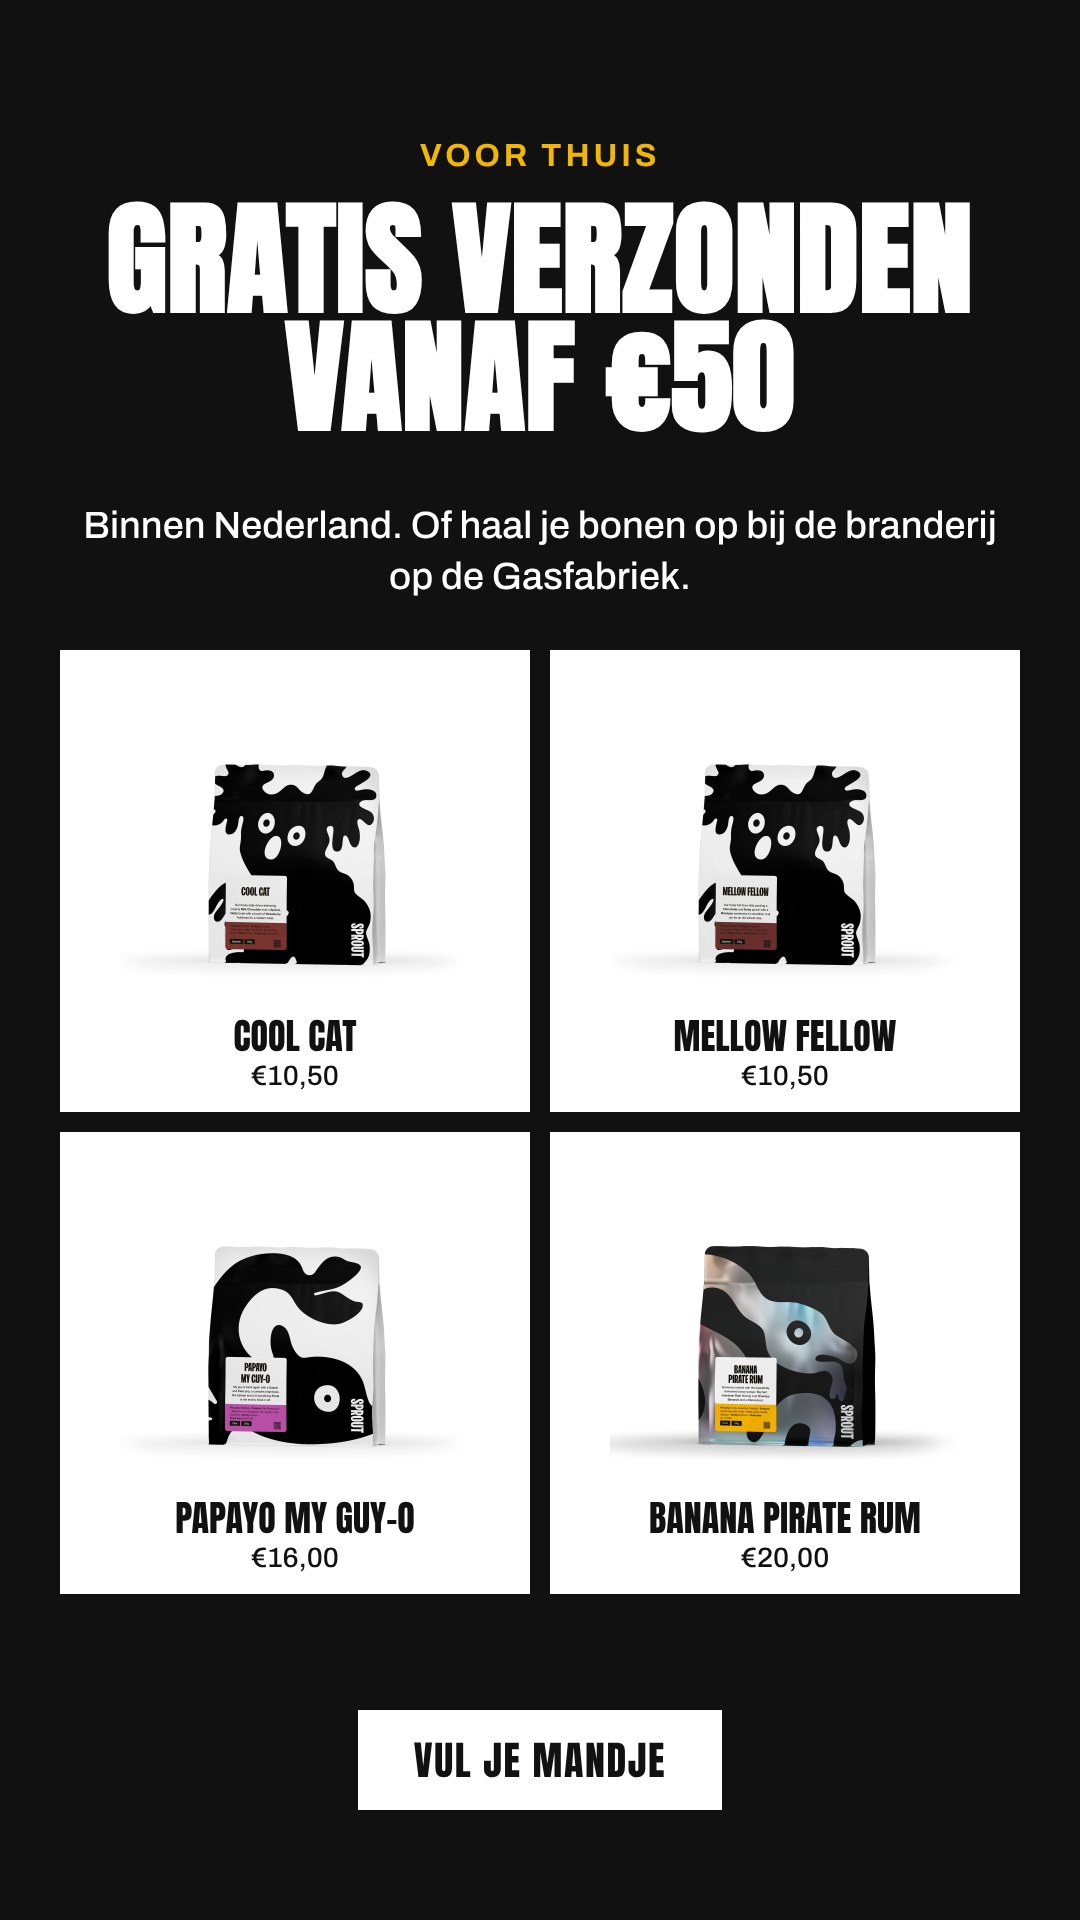 VOOR THUIS
GRATIS VERZONDEN
VANAF €50
Binnen Nederland. Of haal je bonen op bij de branderij
op de Gasfabriek.
COOL CAT
SPROUT
COOL CAT
€10,50
MELLOW FELLOW
SPROUT
MELLOW FELLOW
€10,50
PAPAYO
MY GUY-O
SPROUT
PAPAYO MY GUY-O
€16,00
BANANA
PIRATE RUM
SPROUT
BANANA PIRATE RUM
€20,00
VUL JE MANDJE